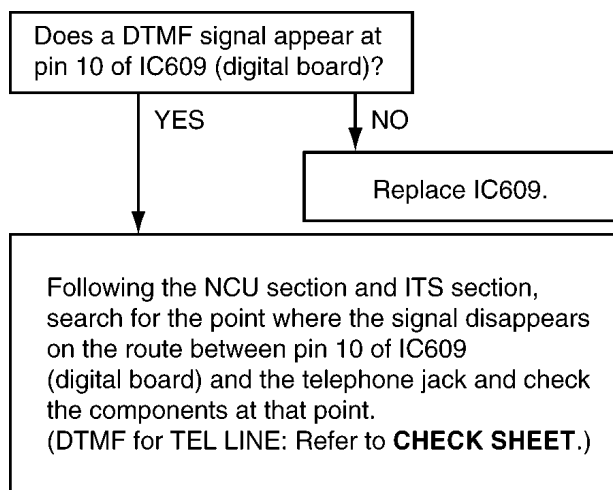 Does a DTMF signal appear at
pin 10 of IC609 (digital board)?
YES
NO
Replace IC609.
Following the NCU section and ITS section,
search for the point where the signal disappears
on the route between pin 10 of IC609
(digital board) and the telephone jack and check
the components at that point.
(DTMF for TEL LINE: Refer to CHECK SHEET.)